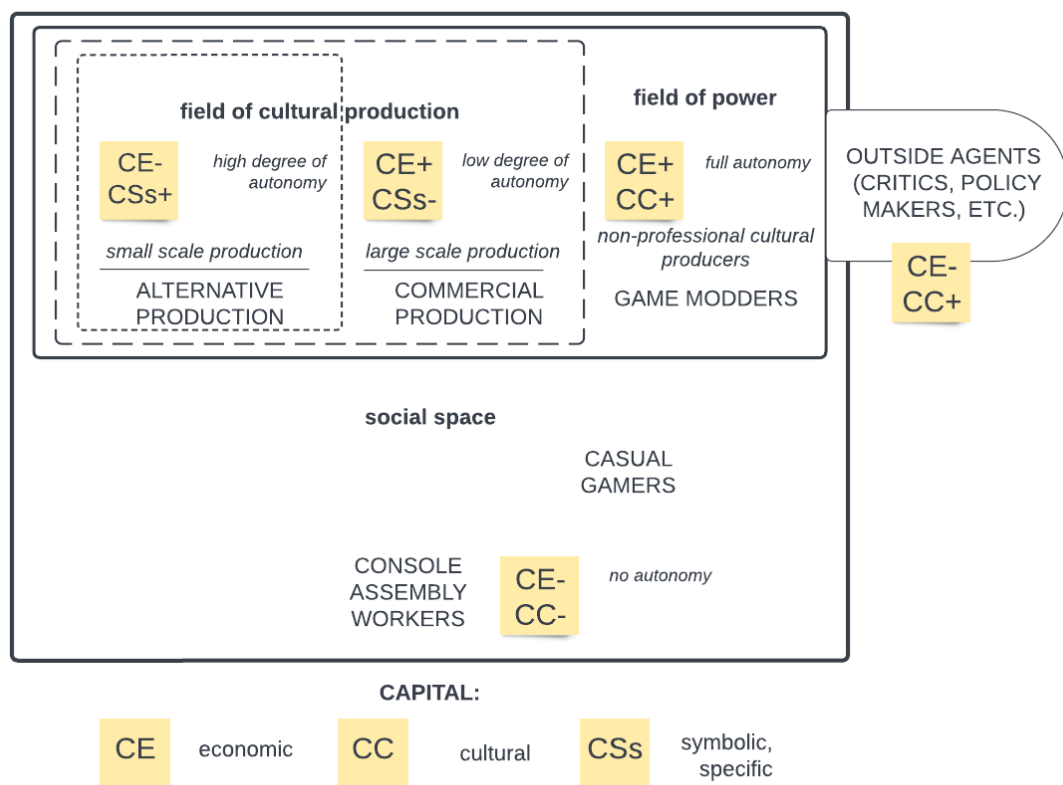 field of cultural production
field of power
CE-
CSs+
high degree of
autonomy
CE+
CSs-
low degree of
autonomy
CE+
CC+
full autonomy
OUTSIDE AGENTS
(CRITICS, POLICY
MAKERS, ETC.)
small scale production
large scale production
non-professional cultural
producers
CE-
CC+
ALTERNATIVE
PRODUCTION
COMMERCIAL
PRODUCTION
GAME MODDERS
social space
CASUAL
GAMERS
CONSOLE
ASSEMBLY
WORKERS
CE-
CC-
no autonomy
CAPITAL:
CE
economic
CC
cultural
CSs
symbolic,
specific